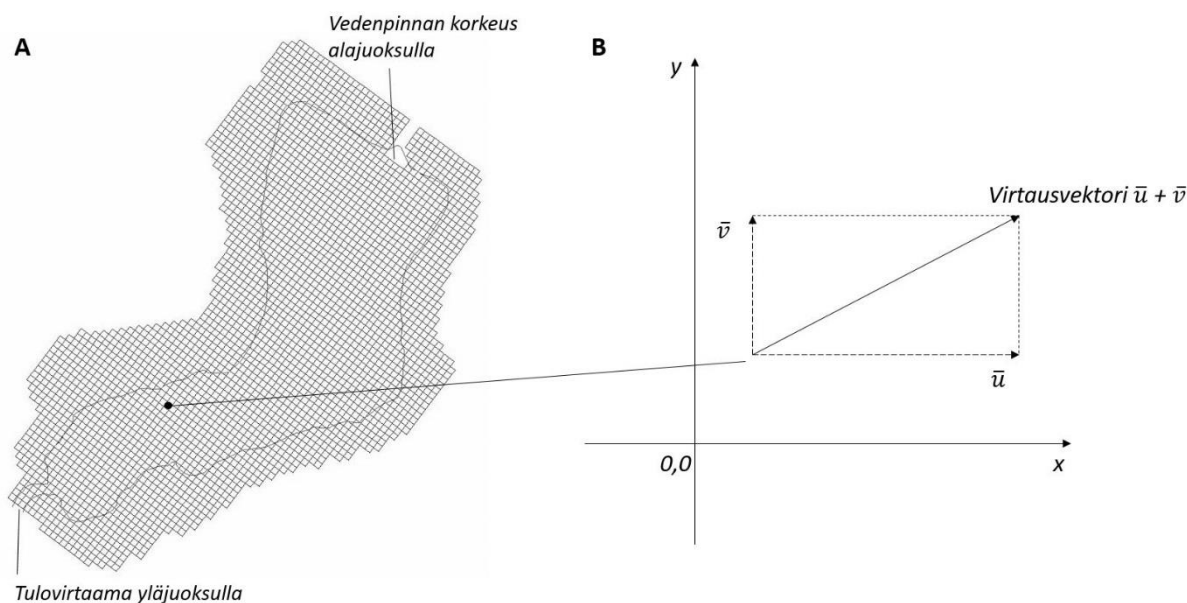 A
Vedenpinnan korkeus
alajuoksulla
Tulovirtaama yläjuoksulla
B
y
Virtausvektori ū + v̄
v̄
ū
0,0
x